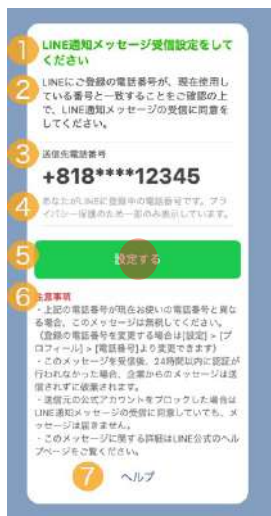 1 LINE通知メッセージ受信設定をして
ください
2 LINEにご登録の電話番号が、現在使用し
ている番号と一致することをご確認の上
で、LINE通知メッセージの受信に同意を
してください。
3 送信先電話番号
+818****12345
4 あなたがLINEに登録中の電話番号です。プラ
イバシー保護のため一部のみ表示しています。
5 設定する
6 注意事項
・上記の電話番号が現在お使いの電話番号と異な
る場合、このメッセージは無視してください。
（登録の電話番号を変更する場合は[設定] > [プ
ロフィール] > [電話番号]より変更できます）
・このメッセージを受信後、24時間以内に認証が
行われなかった場合、企業からのメッセージは送
信されずに破棄されます。
・送信元の公式アカウントをブロックした場合は
LINE通知メッセージの受信に同意していても、メ
ッセージは届きません。
・このメッセージに関する詳細はLINE公式のヘル
プページをご覧ください。
7 ヘルプ